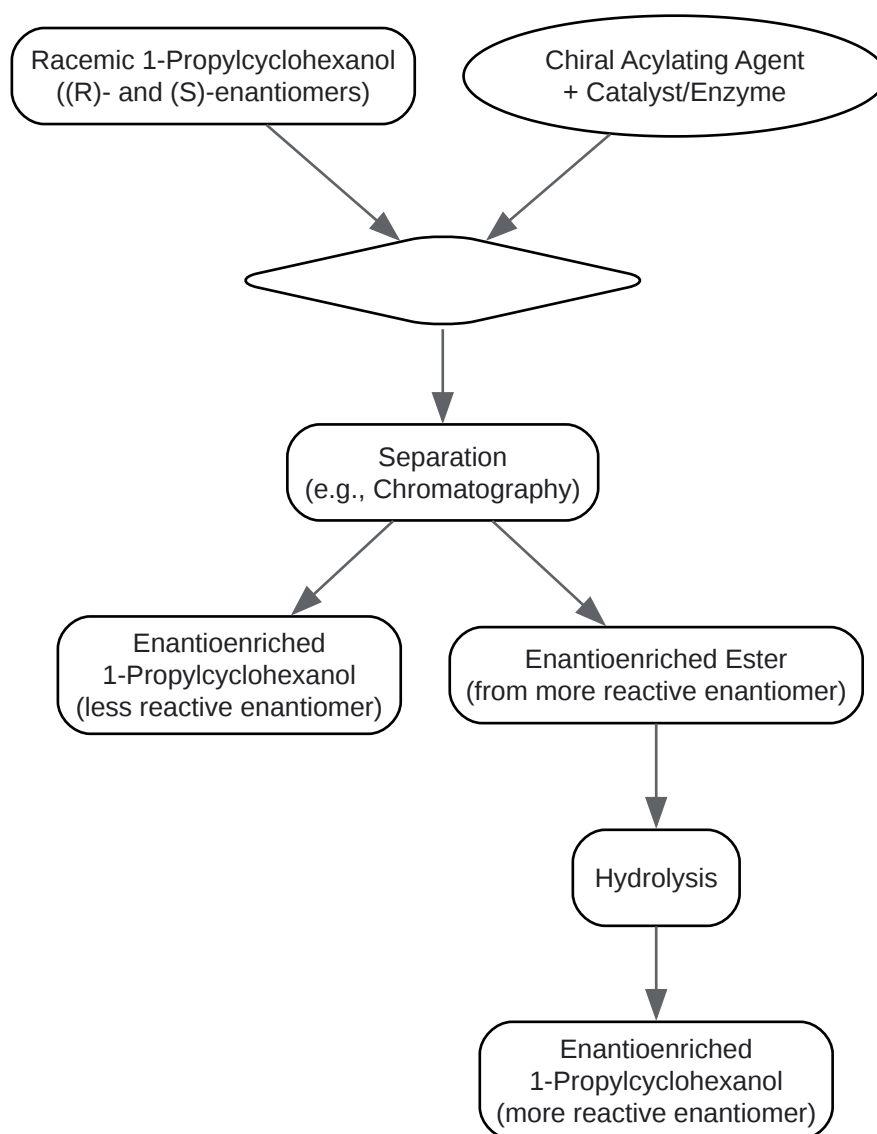 Racemic 1-Propylcyclohexanol
((R)- and (S)-enantiomers)
Chiral Acylating Agent
+ Catalyst/Enzyme
Separation
(e.g., Chromatography)
Enantioenriched
1-Propylcyclohexanol
(less reactive enantiomer)
Enantioenriched Ester
(from more reactive enantiomer)
Hydrolysis
Enantioenriched
1-Propylcyclohexanol
(more reactive enantiomer)